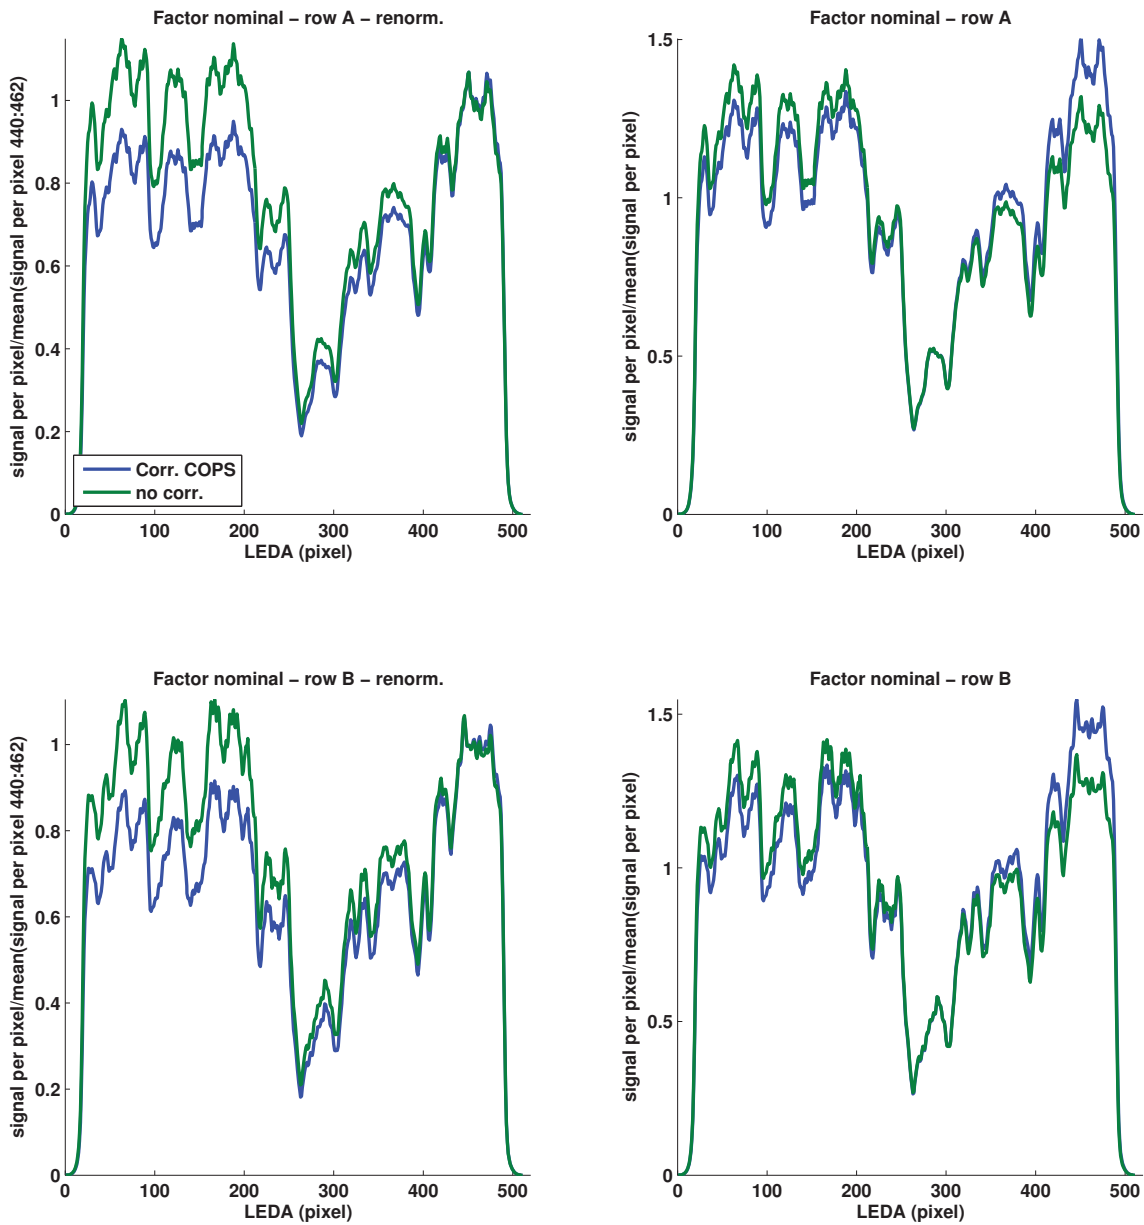 Factor nominal − row A − renorm.
signal per pixel/mean(signal per pixel 440:462)
1
0.8
0.6
0.4
0.2
0
Corr. COPS
no corr.
0 100 200 300 400 500
LEDA (pixel)
Factor nominal − row A
signal per pixel/mean(signal per pixel)
1.5
1
0.5
0
0 100 200 300 400 500
LEDA (pixel)
Factor nominal − row B − renorm.
signal per pixel/mean(signal per pixel 440:462)
1
0.8
0.6
0.4
0.2
0
0 100 200 300 400 500
LEDA (pixel)
Factor nominal − row B
signal per pixel/mean(signal per pixel)
1.5
1
0.5
0
0 100 200 300 400 500
LEDA (pixel)